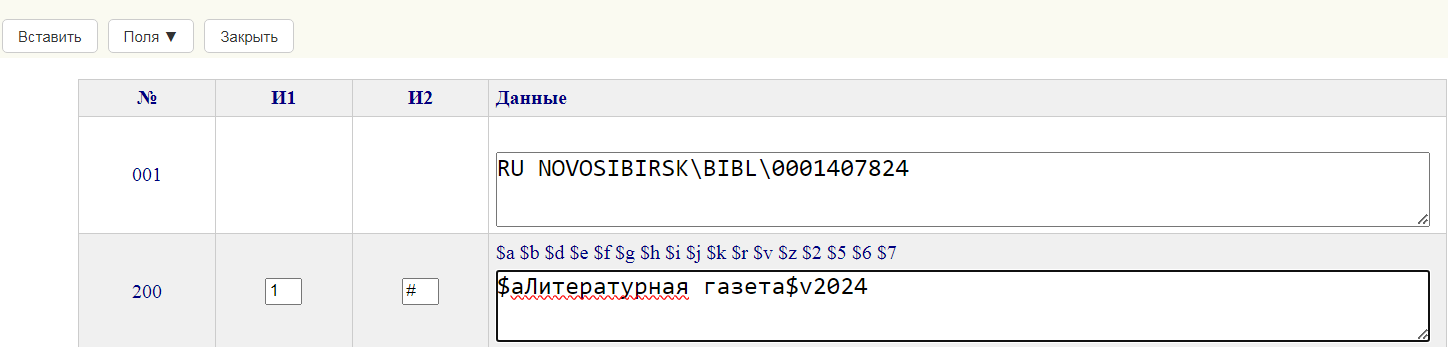 Вставить Поля ▼ Закрыть
№ И1 И2 Данные
001 RU NOVOSIBIRSK\BIBL\0001407824
$a $b $d $e $f $g $h $i $j $k $r $v $z $2 $5 $6 $7
200 1 # $aЛитературная газета$v2024